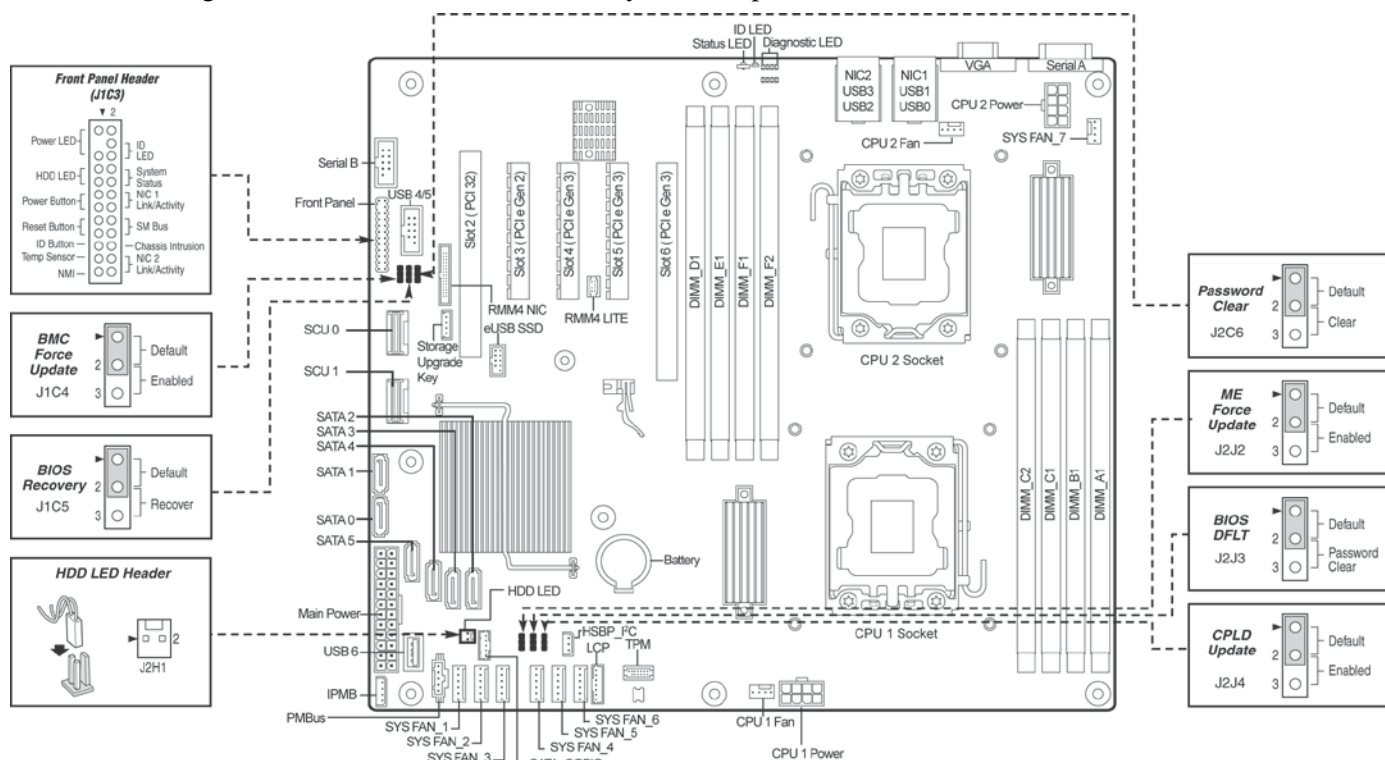 ID LED
Status LED
Diagnostic LED
NIC2
USB3
USB2
NIC1
USB1
USB0
VGA
Serial A
CPU 2 Power
CPU 2 Fan
SYS FAN_7
Front Panel Header
(J1C3)
2
Power LED
ID
LED
HDD LED
System
Status
Power Button
NIC 1
Link/Activity
Reset Button
SM Bus
ID Button
Chassis Intrusion
Temp Sensor
NIC 2
Link/Activity
NMI
BMC
Force
Update
J1C4
2
3
Default
Enabled
BIOS
Recovery
J1C5
2
3
Default
Recover
HDD LED Header
2
J2H1
Serial B
USB 4/5
Front Panel
Slot 2 ( PCI 32)
Slot 3 ( PCI e Gen 2)
Slot 4 ( PCI e Gen 3)
Slot 5 ( PCI e Gen 3)
Slot 6 ( PCI e Gen 3)
DIMM_D1
DIMM_E1
DIMM_F1
DIMM_F2
RMM4 NIC
eUSB SSD
RMM4 LITE
SCU 0
Storage
Upgrade
Key
SCU 1
CPU 2 Socket
SATA 2
SATA 3
SATA 4
SATA 1
SATA 0
SATA 5
DIMM_C2
DIMM_C1
DIMM_B1
DIMM_A1
Battery
HDD LED
Main Power
CPU 1 Socket
HSBP_I²C
LCP
TPM
USB 6
IPMB
PMBus
SYS FAN_1
SYS FAN_2
SYS FAN_3
SYS FAN_6
SYS FAN_5
SYS FAN_4
CPU 1 Fan
CPU 1 Power
Password
Clear
J2C6
2
3
Default
Clear
ME
Force
Update
J2J2
2
3
Default
Enabled
BIOS
DFLT
J2J3
2
3
Default
Password
Clear
CPLD
Update
J2J4
2
3
Default
Enabled